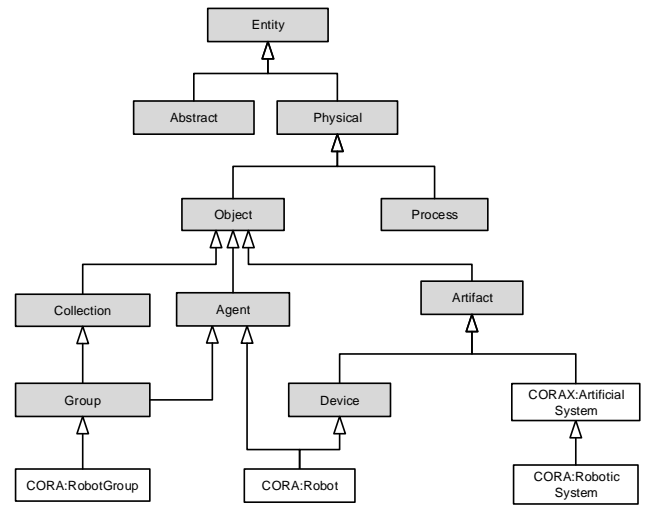 Entity
Abstract
Physical
Object
Process
Collection
Agent
Artifact
Group
Device
CORAX:Artificial
System
CORA:RobotGroup
CORA:Robot
CORA:Robotic
System